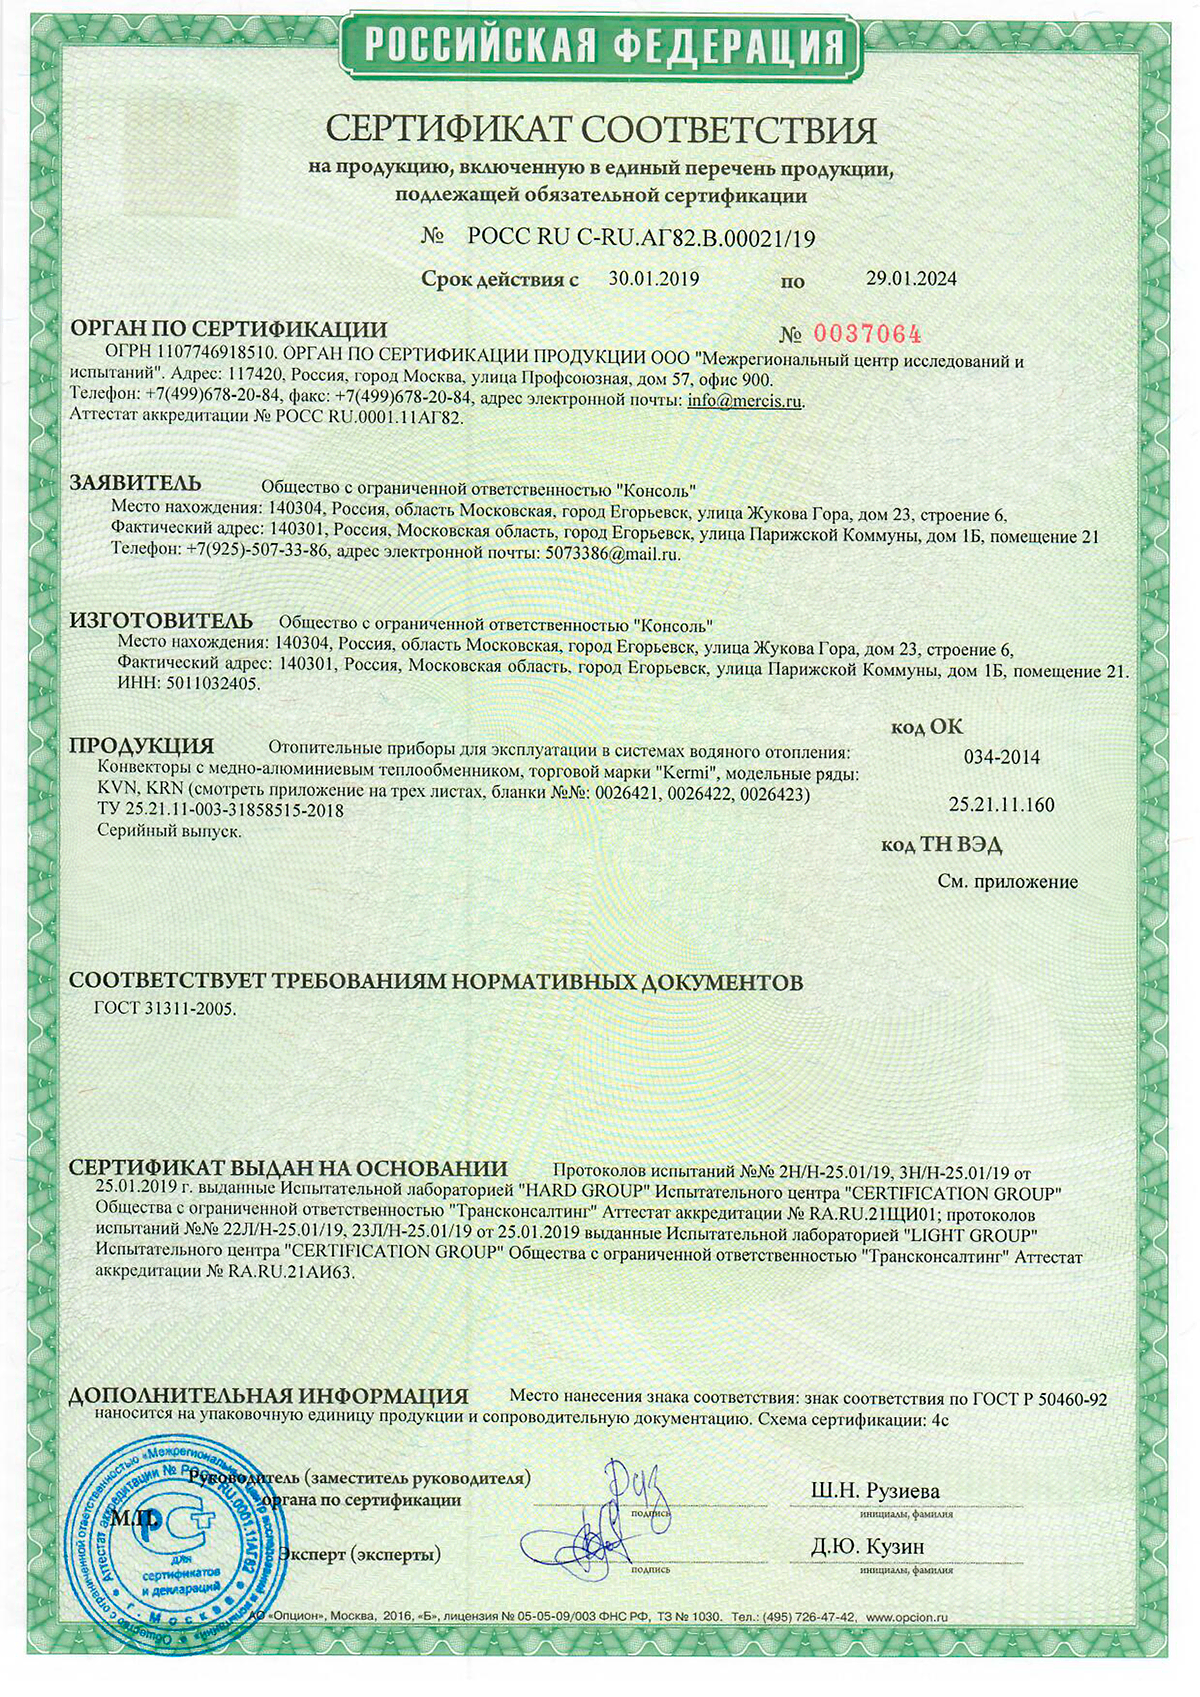 РОССИЙСКАЯ ФЕДЕРАЦИЯ
СЕРТИФИКАТ СООТВЕТСТВИЯ
на продукцию, включенную в единый перечень продукции,
подлежащей обязательной сертификации
№ РОСС RU C-RU.АГ82.В.00021/19
Срок действия с 30.01.2019 по 29.01.2024
ОРГАН ПО СЕРТИФИКАЦИИ № 0037064
ОГРН 1107746918510. ОРГАН ПО СЕРТИФИКАЦИИ ПРОДУКЦИИ ООО "Межрегиональный центр исследований и
испытаний". Адрес: 117420, Россия, город Москва, улица Профсоюзная, дом 57, офис 900.
Телефон: +7(499)678-20-84, факс: +7(499)678-20-84, адрес электронной почты: info@mercis.ru.
Аттестат аккредитации № РОСС RU.0001.11АГ82.
ЗАЯВИТЕЛЬ Общество с ограниченной ответственностью "Консоль"
Место нахождения: 140304, Россия, область Московская, город Егорьевск, улица Жукова Гора, дом 23, строение 6,
Фактический адрес: 140301, Россия, Московская область, город Егорьевск, улица Парижской Коммуны, дом 1Б, помещение 21
Телефон: +7(925)-507-33-86, адрес электронной почты: 5073386@mail.ru.
ИЗГОТОВИТЕЛЬ Общество с ограниченной ответственностью "Консоль"
Место нахождения: 140304, Россия, область Московская, город Егорьевск, улица Жукова Гора, дом 23, строение 6,
Фактический адрес: 140301, Россия, Московская область, город Егорьевск, улица Парижской Коммуны, дом 1Б, помещение 21.
ИНН: 5011032405.
код ОК
ПРОДУКЦИЯ Отопительные приборы для эксплуатации в системах водяного отопления:
034-2014
Конвекторы с медно-алюминиевым теплообменником, торговой марки "Kermi", модельные ряды:
KVN, KRN (смотреть приложение на трех листах, бланки №№: 0026421, 0026422, 0026423)
25.21.11.160
ТУ 25.21.11-003-31858515-2018
Серийный выпуск.
код ТН ВЭД
См. приложение
СООТВЕТСТВУЕТ ТРЕБОВАНИЯМ НОРМАТИВНЫХ ДОКУМЕНТОВ
ГОСТ 31311-2005.
СЕРТИФИКАТ ВЫДАН НА ОСНОВАНИИ Протоколов испытаний №№ 2Н/Н-25.01/19, 3Н/Н-25.01/19 от
25.01.2019 г. выданные Испытательной лабораторией "HARD GROUP" Испытательного центра "CERTIFICATION GROUP"
Общества с ограниченной ответственностью "Трансконсалтинг" Аттестат аккредитации № RA.RU.21ЩИ01; протоколов
испытаний №№ 22Л/Н-25.01/19, 23Л/Н-25.01/19 от 25.01.2019 выданные Испытательной лабораторией "LIGHT GROUP"
Испытательного центра "CERTIFICATION GROUP" Общества с ограниченной ответственностью "Трансконсалтинг" Аттестат
аккредитации № RA.RU.21АИ63.
ДОПОЛНИТЕЛЬНАЯ ИНФОРМАЦИЯ Место нанесения знака соответствия: знак соответствия по ГОСТ Р 50460-92
наносится на упаковочную единицу продукции и сопроводительную документацию. Схема сертификации: 4с
Руководитель (заместитель руководителя)
органа по сертификации
Ш.Н. Рузиева
подпись
инициалы, фамилия
М.П.
Эксперт (эксперты)
Д.Ю. Кузин
подпись
инициалы, фамилия
Общество с ограниченной ответственностью «Межрегиональный центр исследований и испытаний»
Аттестат аккредитации № РОСС RU.0001.11АГ82
г. Москва
для
сертификатов
и деклараций
АО «Опцион», Москва, 2016, «Б», лицензия № 05-05-09/003 ФНС РФ, ТЗ № 1030. Тел.: (495) 726-47-42, www.opcion.ru